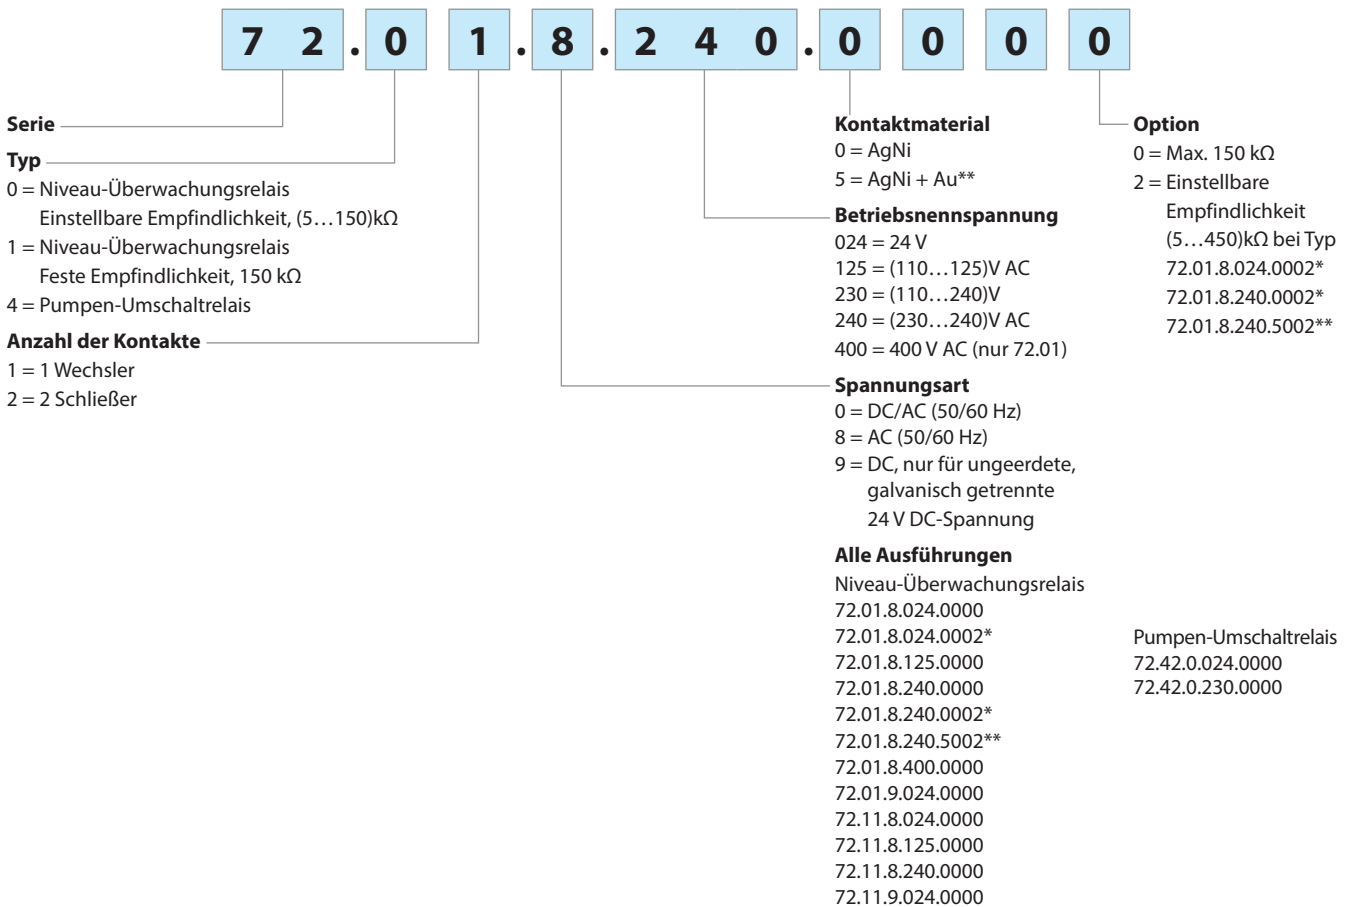 7 2 . 0 1 . 8 . 2 4 0 . 0 0 0 0
Serie
Typ
0 = Niveau-Überwachungsrelais
Einstellbare Empfindlichkeit, (5…150)kΩ
1 = Niveau-Überwachungsrelais
Feste Empfindlichkeit, 150 kΩ
4 = Pumpen-Umschaltrelais
Anzahl der Kontakte
1 = 1 Wechsler
2 = 2 Schließer
Kontaktmaterial
0 = AgNi
5 = AgNi + Au**
Betriebsnennspannung
024 = 24 V
125 = (110…125)V AC
230 = (110…240)V
240 = (230…240)V AC
400 = 400 V AC (nur 72.01)
Spannungsart
0 = DC/AC (50/60 Hz)
8 = AC (50/60 Hz)
9 = DC, nur für ungeerdete,
galvanisch getrennte
24 V DC-Spannung
Alle Ausführungen
Niveau-Überwachungsrelais
72.01.8.024.0000
72.01.8.024.0002*
72.01.8.125.0000
72.01.8.240.0000
72.01.8.240.0002*
72.01.8.240.5002**
72.01.8.400.0000
72.01.9.024.0000
72.11.8.024.0000
72.11.8.125.0000
72.11.8.240.0000
72.11.9.024.0000
Option
0 = Max. 150 kΩ
2 = Einstellbare
Empfindlichkeit
(5…450)kΩ bei Typ
72.01.8.024.0002*
72.01.8.240.0002*
72.01.8.240.5002**
Pumpen-Umschaltrelais
72.42.0.024.0000
72.42.0.230.0000